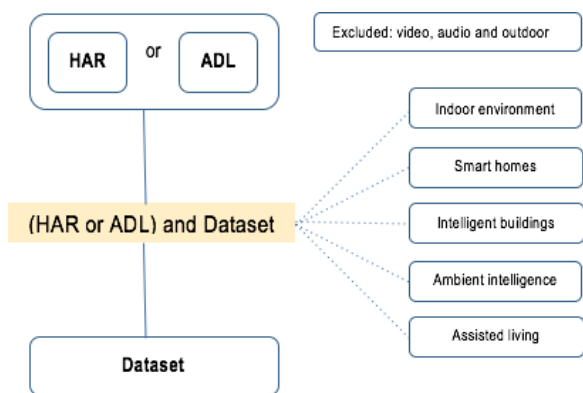 HAR or ADL
Excluded: video, audio and outdoor
Indoor environment
Smart homes
(HAR or ADL) and Dataset
Intelligent buildings
Ambient intelligence
Assisted living
Dataset